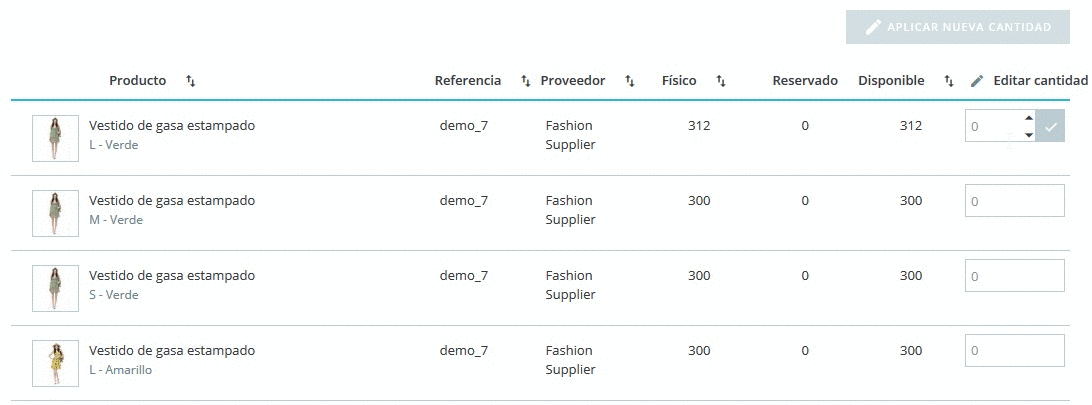 APLICAR NUEVA CANTIDAD
Producto Referencia Proveedor Físico Reservado Disponible Editar cantidad
Vestido de gasa estampado demo_7 Fashion 312 0 312 0
L - Verde Supplier
Vestido de gasa estampado demo_7 Fashion 300 0 300 0
M - Verde Supplier
Vestido de gasa estampado demo_7 Fashion 300 0 300 0
S - Verde Supplier
Vestido de gasa estampado demo_7 Fashion 300 0 300 0
L - Amarillo Supplier